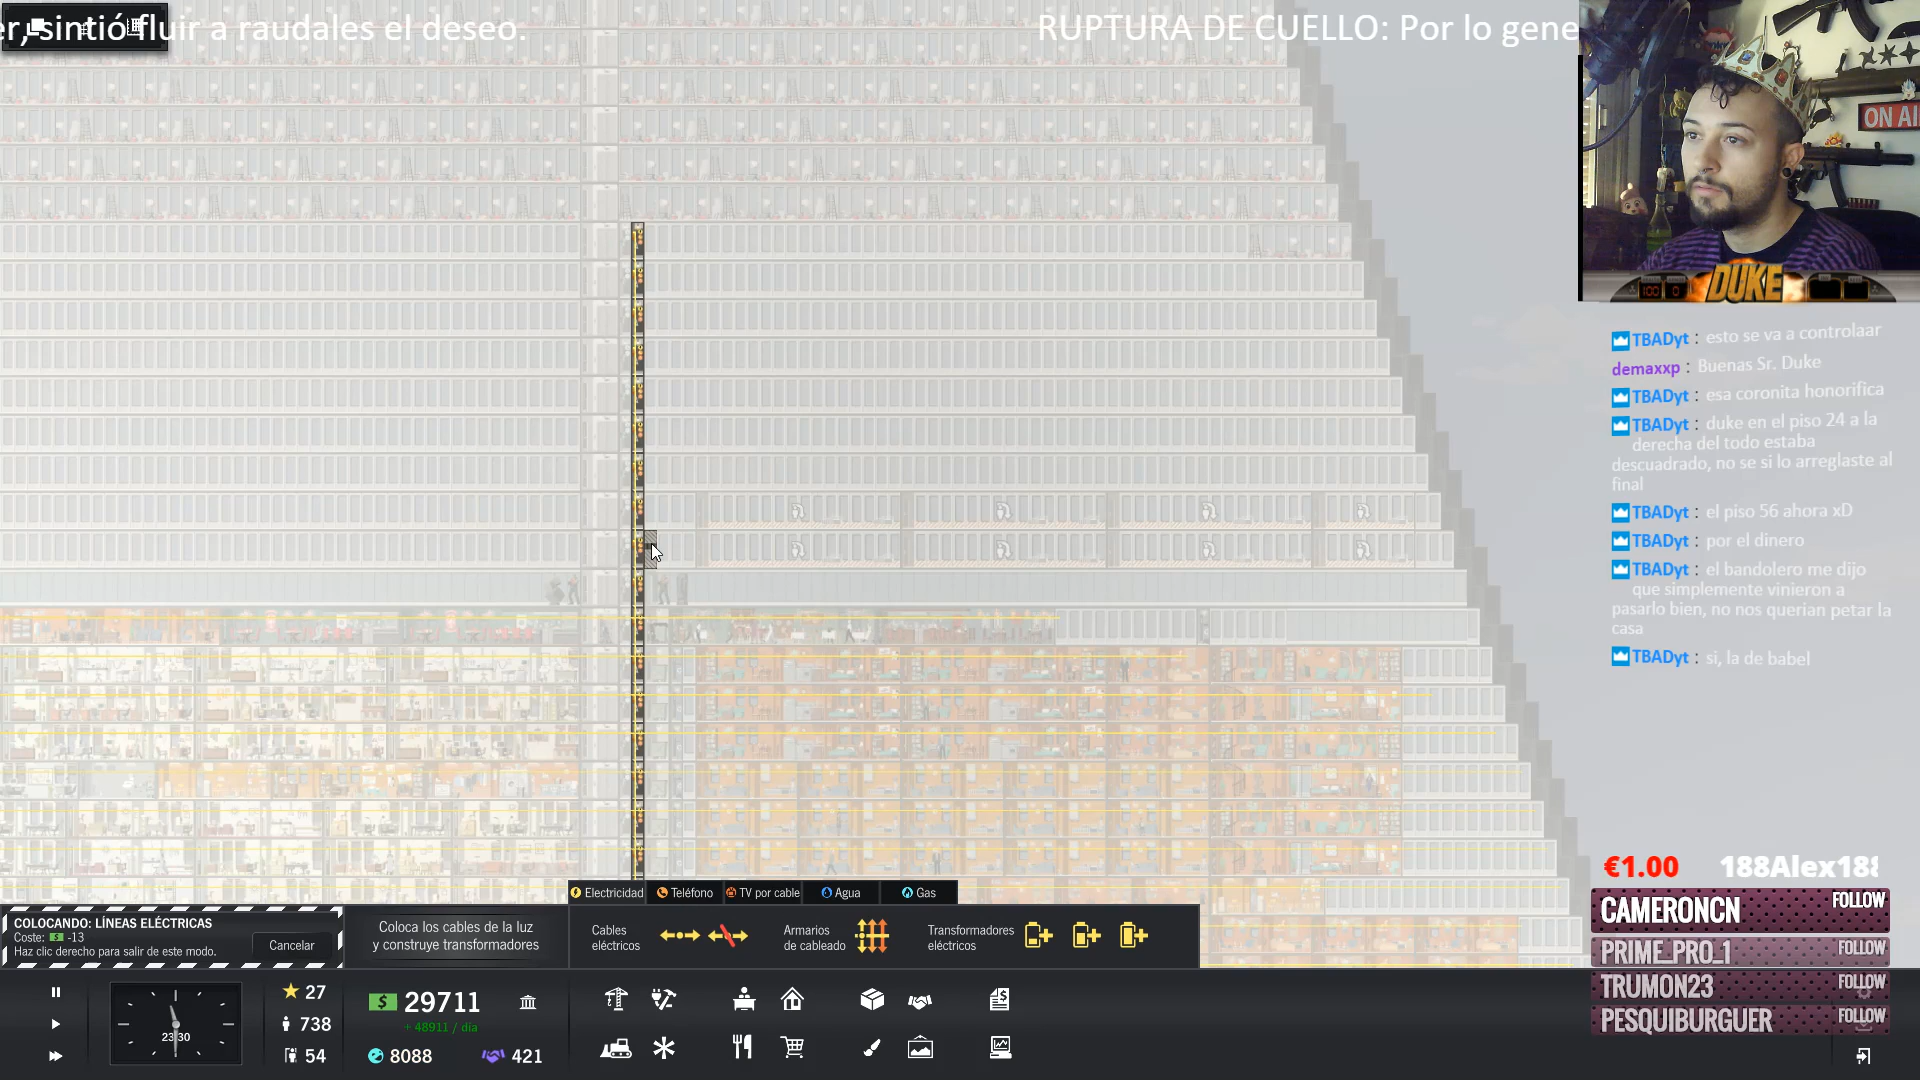 er, sintió fluir a raudales el deseo.
RUPTURA DE CUELLO: Por lo gene
ON AI
DUKE
TBADyt : esto se va a controlaar
demaxxp : Buenas Sr. Duke
TBADyt : esa coronita honorifica
TBADyt : duke en el piso 24 a la
derecha del todo estaba
descuadrado, no se si lo arreglaste al
final
TBADyt : el piso 56 ahora xD
TBADyt : por el dinero
TBADyt : el bandolero me dijo
que simplemente vinieron a
pasarlo bien, no nos querian petar la
casa
TBADyt : si, la de babel
€1.00 188Alex188
CAMERONCN FOLLOW
PRIME_PRO_1 FOLLOW
TRUMON23 FOLLOW
PESQUIBURGUER FOLLOW
Electricidad Teléfono TV por cable Agua Gas
COLOCANDO: LÍNEAS ELÉCTRICAS
Coste: $ -13
Haz clic derecho para salir de este modo.
Cancelar
Coloca los cables de la luz
y construye transformadores
Cables
eléctricos
Armarios
de cableado
Transformadores
eléctricos
23:30
27
738
54
$ 29711
+ 48911 / día
8088
421